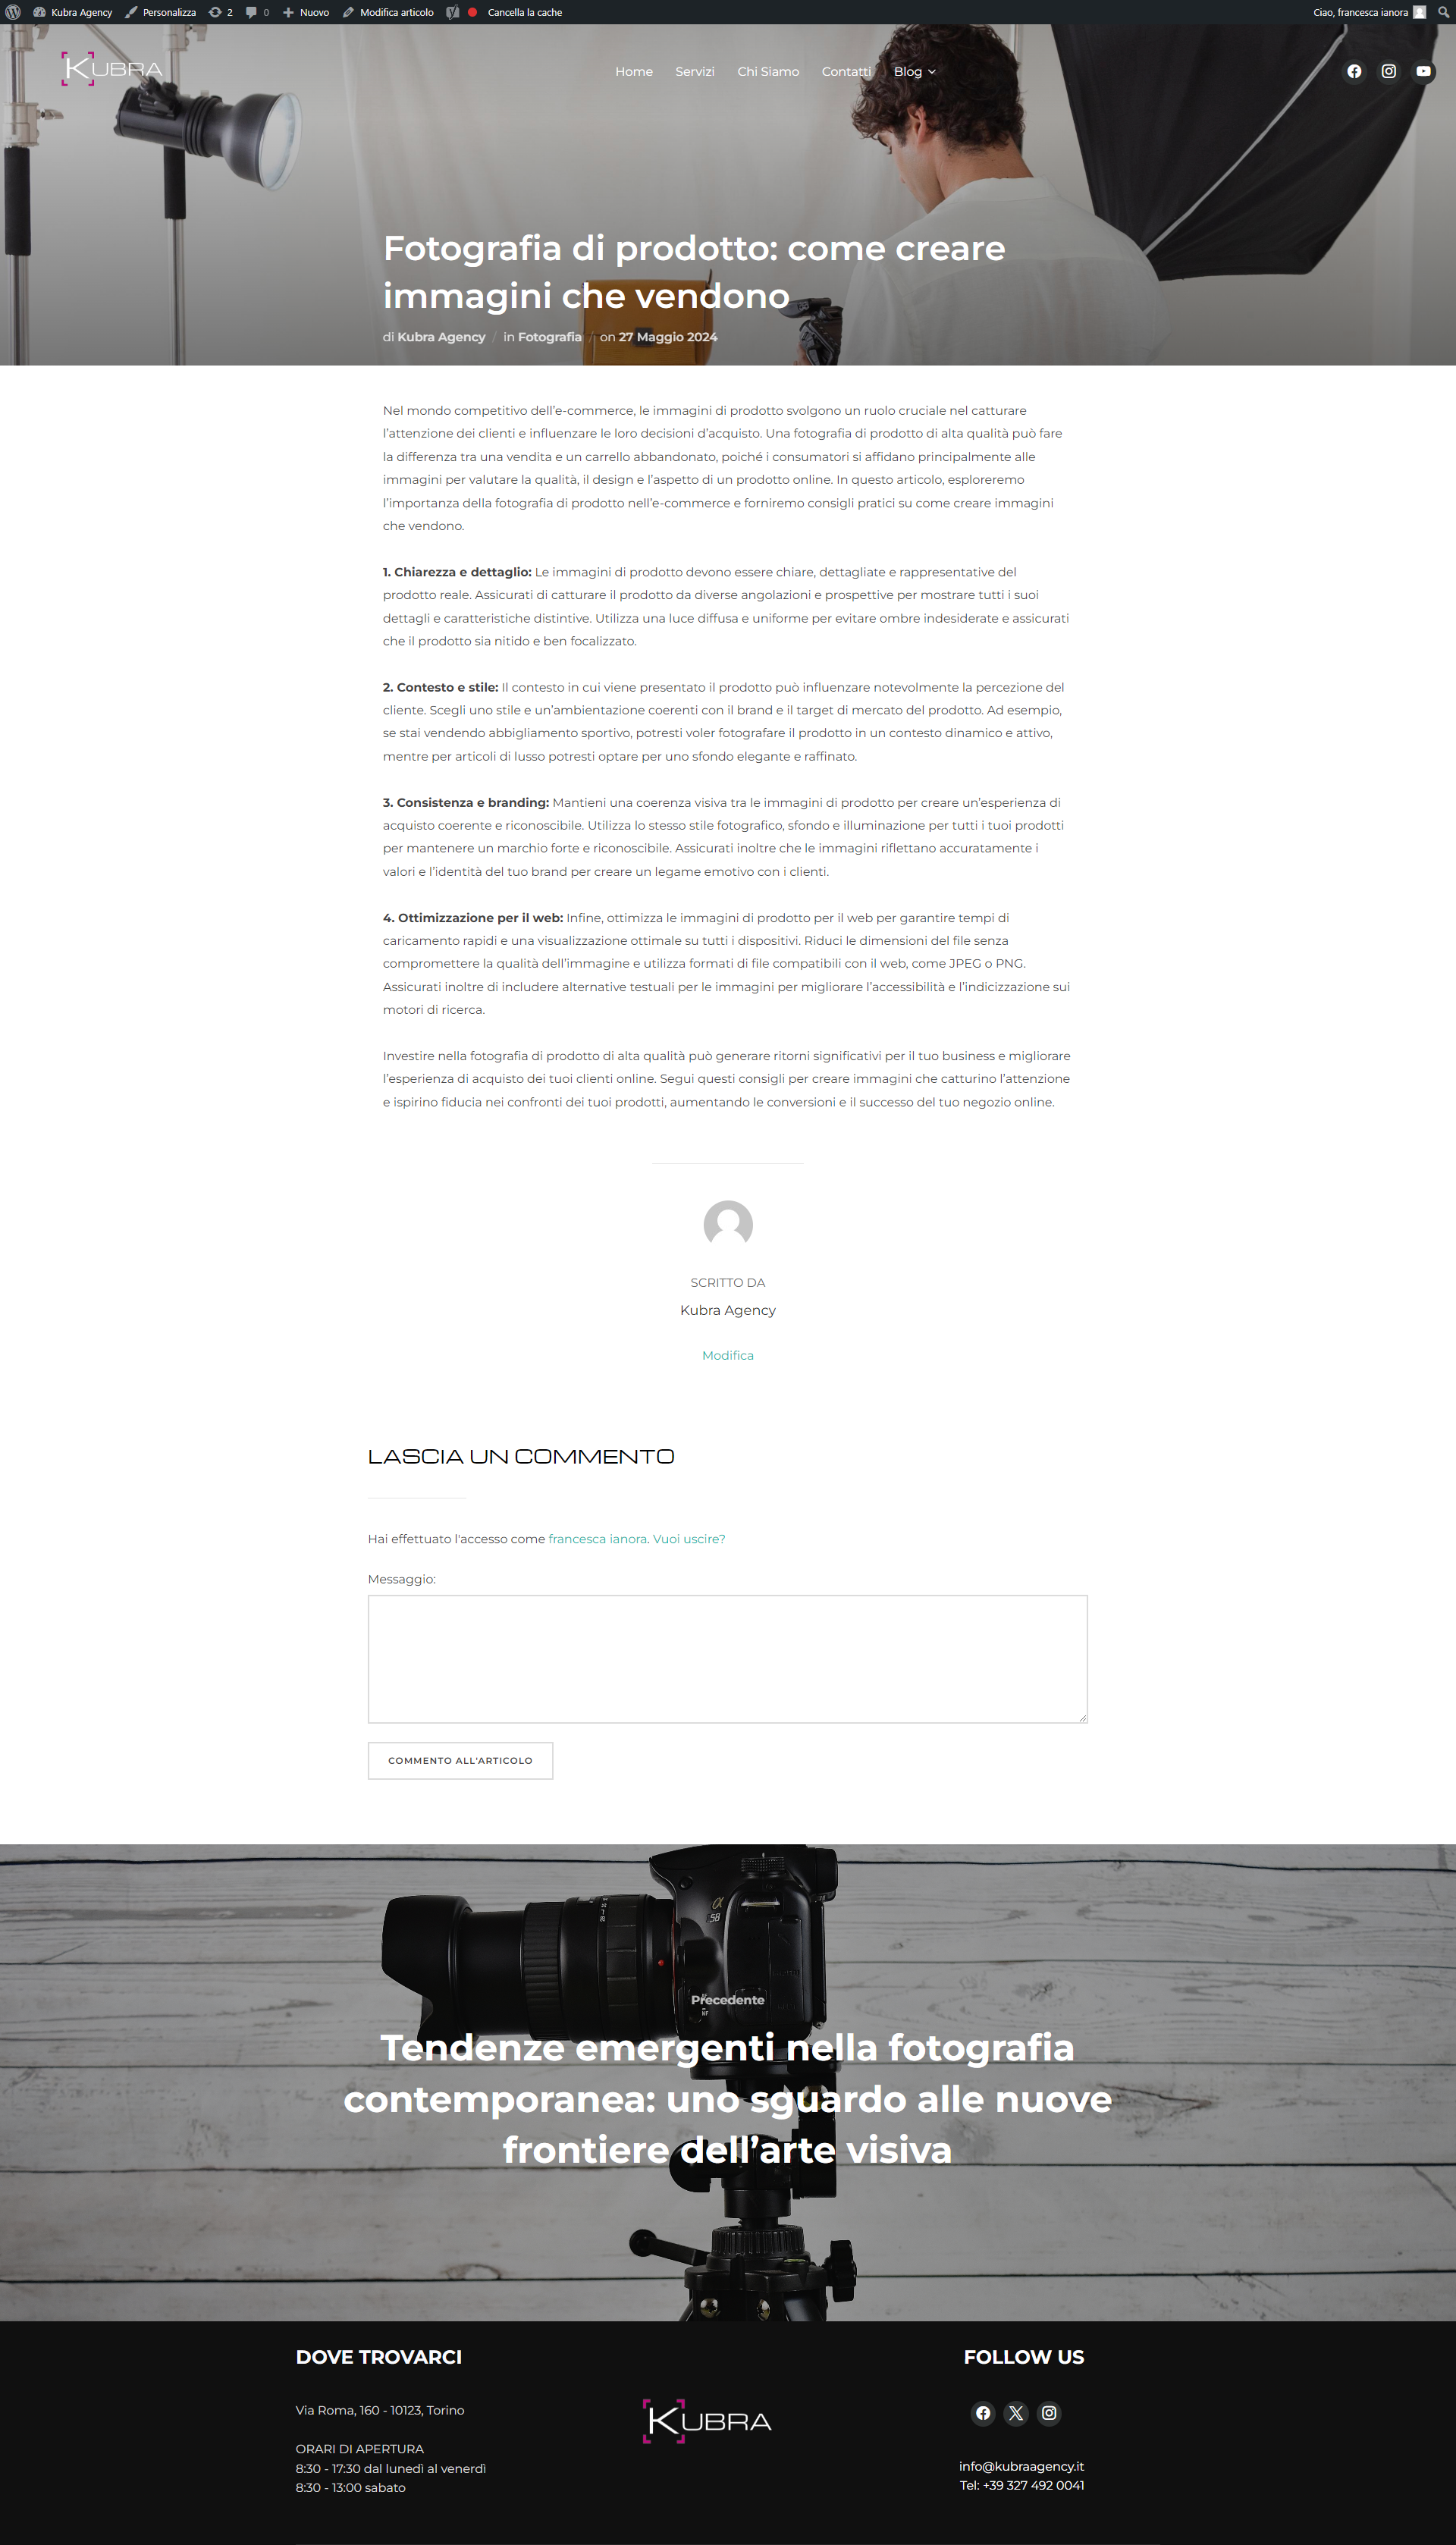 Kubra Agency Personalizza 2 0 Nuovo Modifica articolo Cancella la cache Ciao, francesca ianora
KUBRA
Home Servizi Chi Siamo Contatti Blog
Fotografia di prodotto: come creare
immagini che vendono
di Kubra Agency / in Fotografia / on 27 Maggio 2024
Nel mondo competitivo dell’e-commerce, le immagini di prodotto svolgono un ruolo cruciale nel catturare
l’attenzione dei clienti e influenzare le loro decisioni d’acquisto. Una fotografia di prodotto di alta qualità può fare
la differenza tra una vendita e un carrello abbandonato, poiché i consumatori si affidano principalmente alle
immagini per valutare la qualità, il design e l’aspetto di un prodotto online. In questo articolo, esploreremo
l’importanza della fotografia di prodotto nell’e-commerce e forniremo consigli pratici su come creare immagini
che vendono.
1. Chiarezza e dettaglio: Le immagini di prodotto devono essere chiare, dettagliate e rappresentative del
prodotto reale. Assicurati di catturare il prodotto da diverse angolazioni e prospettive per mostrare tutti i suoi
dettagli e caratteristiche distintive. Utilizza una luce diffusa e uniforme per evitare ombre indesiderate e assicurati
che il prodotto sia nitido e ben focalizzato.
2. Contesto e stile: Il contesto in cui viene presentato il prodotto può influenzare notevolmente la percezione del
cliente. Scegli uno stile e un’ambientazione coerenti con il brand e il target di mercato del prodotto. Ad esempio,
se stai vendendo abbigliamento sportivo, potresti voler fotografare il prodotto in un contesto dinamico e attivo,
mentre per articoli di lusso potresti optare per uno sfondo elegante e raffinato.
3. Consistenza e branding: Mantieni una coerenza visiva tra le immagini di prodotto per creare un’esperienza di
acquisto coerente e riconoscibile. Utilizza lo stesso stile fotografico, sfondo e illuminazione per tutti i tuoi prodotti
per mantenere un marchio forte e riconoscibile. Assicurati inoltre che le immagini riflettano accuratamente i
valori e l’identità del tuo brand per creare un legame emotivo con i clienti.
4. Ottimizzazione per il web: Infine, ottimizza le immagini di prodotto per il web per garantire tempi di
caricamento rapidi e una visualizzazione ottimale su tutti i dispositivi. Riduci le dimensioni del file senza
compromettere la qualità dell’immagine e utilizza formati di file compatibili con il web, come JPEG o PNG.
Assicurati inoltre di includere alternative testuali per le immagini per migliorare l’accessibilità e l’indicizzazione sui
motori di ricerca.
Investire nella fotografia di prodotto di alta qualità può generare ritorni significativi per il tuo business e migliorare
l’esperienza di acquisto dei tuoi clienti online. Segui questi consigli per creare immagini che catturino l’attenzione
e ispirino fiducia nei confronti dei tuoi prodotti, aumentando le conversioni e il successo del tuo negozio online.
SCRITTO DA
Kubra Agency
Modifica
LASCIA UN COMMENTO
Hai effettuato l'accesso come francesca ianora. Vuoi uscire?
Messaggio:
COMMENTO ALL'ARTICOLO
α
58
Precedente
Tendenze emergenti nella fotografia
contemporanea: uno sguardo alle nuove
frontiere dell’arte visiva
DOVE TROVARCI
Via Roma, 160 - 10123, Torino
ORARI DI APERTURA
8:30 - 17:30 dal lunedì al venerdì
8:30 - 13:00 sabato
KUBRA
FOLLOW US
info@kubraagency.it
Tel: +39 327 492 0041